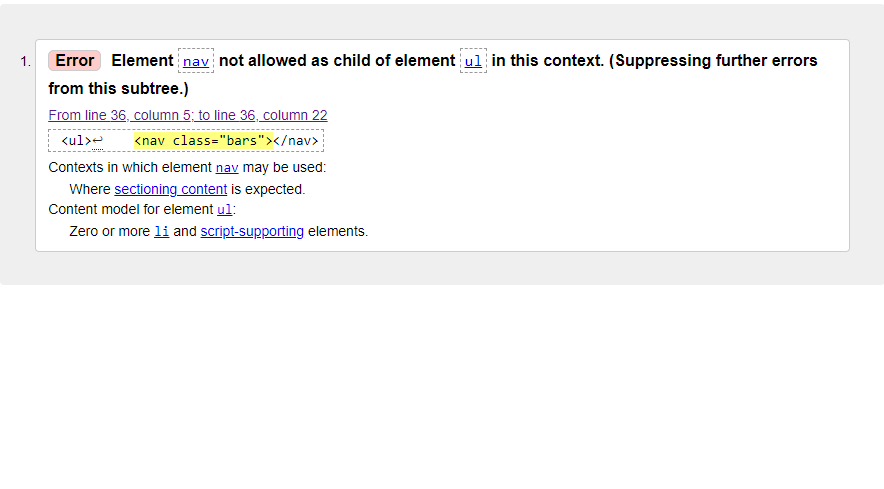 1. Error Element nav not allowed as child of element ul in this context. (Suppressing further errors
from this subtree.)
From line 36, column 5; to line 36, column 22
<ul>↩    <nav class="bars"></nav>
Contexts in which element nav may be used:
Where sectioning content is expected.
Content model for element ul:
Zero or more li and script-supporting elements.